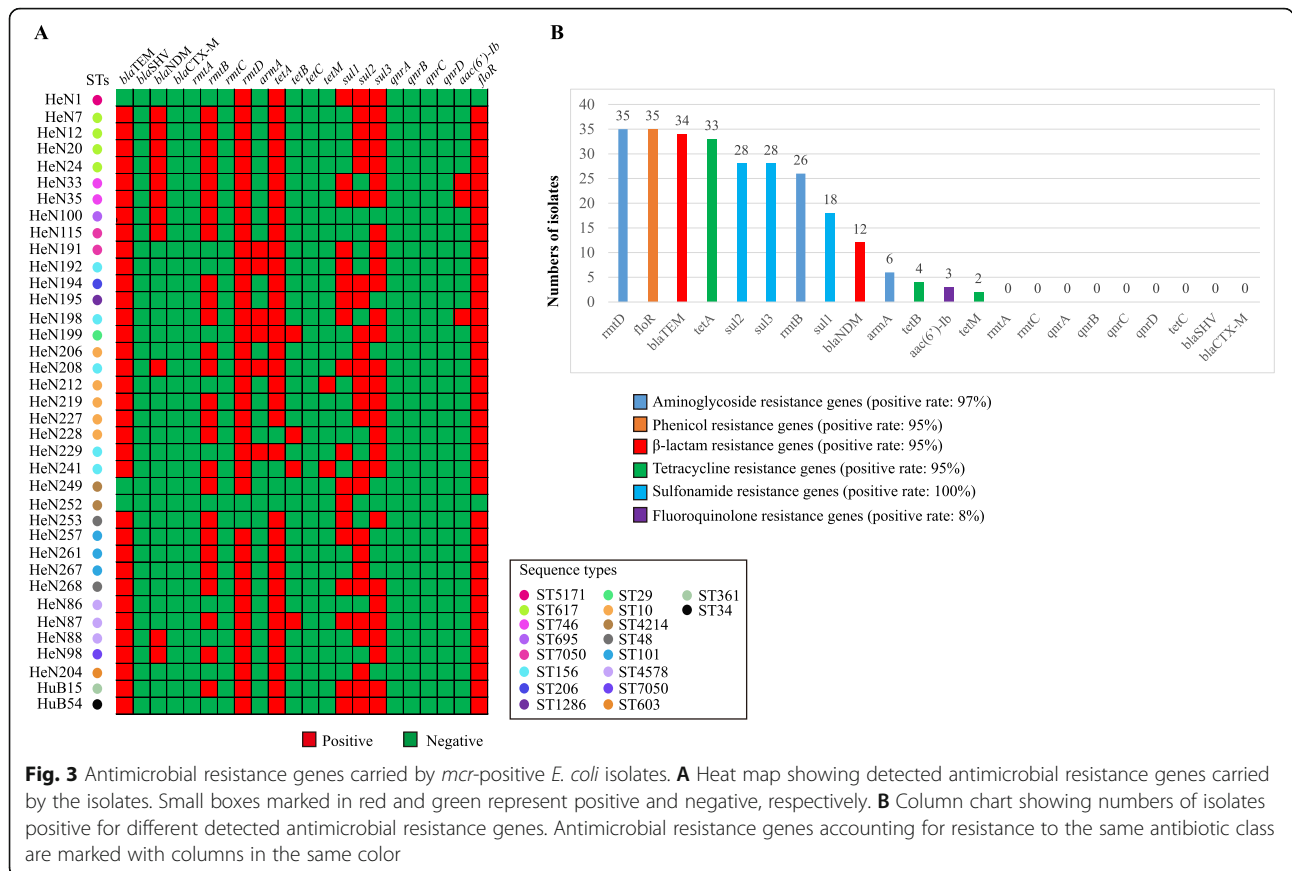 A
STs
blaTEM blaSHV blaNDM blaCTX-M rmtA rmtB rmtC rmtD armA tetA tetB tetC tetM sul1 sul2 sul3 qnrA qnrB qnrC qnrD aac(6′)-Ib floR
HeN1
HeN7
HeN12
HeN20
HeN24
HeN33
HeN35
HeN100
HeN115
HeN191
HeN192
HeN194
HeN195
HeN198
HeN199
HeN206
HeN208
HeN212
HeN219
HeN227
HeN228
HeN229
HeN241
HeN249
HeN252
HeN253
HeN257
HeN261
HeN267
HeN268
HeN86
HeN87
HeN88
HeN98
HeN204
HuB15
HuB54
Positive Negative
B
Numbers of isolates
40
35
30
25
20
15
10
5
0
35 35 34 33 28 28 26 18 12 6 4 3 2 0 0 0 0 0 0 0 0 0
rmtD floR blaTEM tetA sul2 sul3 rmtB sul1 blaNDM armA tetB aac(6′)-Ib tetM rmtA rmtC qnrA qnrB qnrC qnrD tetC blaSHV blaCTX-M
Aminoglycoside resistance genes (positive rate: 97%)
Phenicol resistance genes (positive rate: 95%)
β-lactam resistance genes (positive rate: 95%)
Tetracycline resistance genes (positive rate: 95%)
Sulfonamide resistance genes (positive rate: 100%)
Fluoroquinolone resistance genes (positive rate: 8%)
Sequence types
ST5171 ST29 ST361
ST617 ST10 ST34
ST746 ST4214
ST695 ST48
ST7050 ST101
ST156 ST4578
ST206 ST7050
ST1286 ST603
Fig. 3 Antimicrobial resistance genes carried by mcr-positive E. coli isolates. A Heat map showing detected antimicrobial resistance genes carried
by the isolates. Small boxes marked in red and green represent positive and negative, respectively. B Column chart showing numbers of isolates
positive for different detected antimicrobial resistance genes. Antimicrobial resistance genes accounting for resistance to the same antibiotic class
are marked with columns in the same color